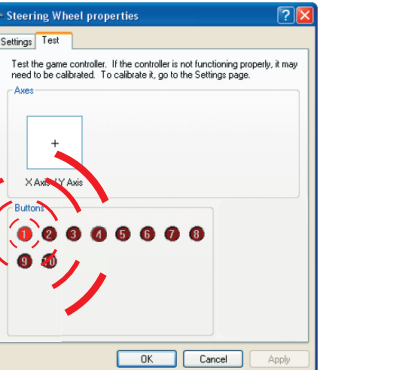 Steering Wheel properties
Settings Test
Test the game controller. If the controller is not functioning properly, it may
need to be calibrated. To calibrate it, go to the Settings page.
Axes
X Axis / Y Axis
Buttons
1 2 3 4 5 6 7 8
9 10
OK Cancel Apply